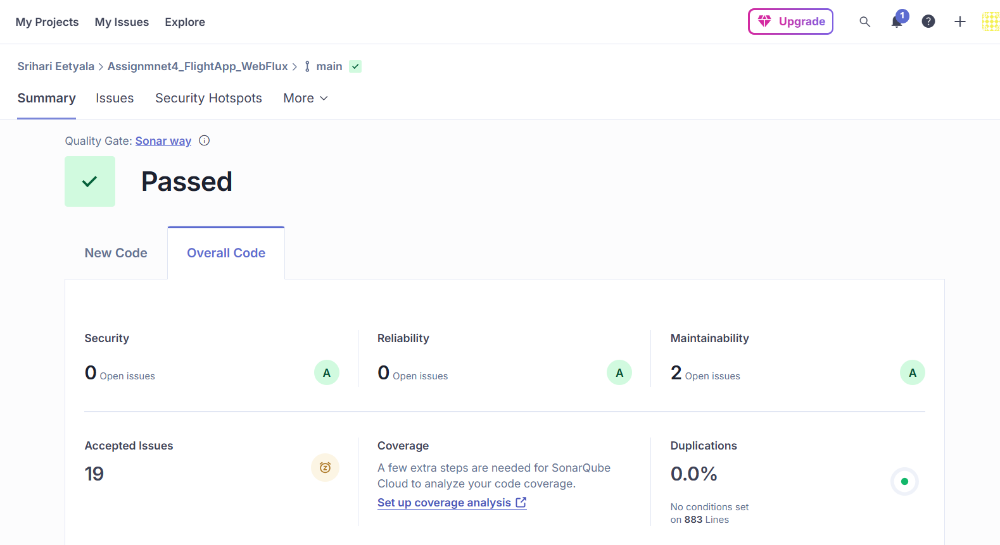 My Projects My Issues Explore Upgrade 1 ?
Srihari Eetyala > Assignmnet4_FlightApp_WebFlux > main
Summary Issues Security Hotspots More
Quality Gate: Sonar way
Passed
New Code Overall Code
Security Reliability Maintainability
0 Open issues A 0 Open issues A 2 Open issues A
Accepted Issues
19
Coverage
A few extra steps are needed for SonarQube
Cloud to analyze your code coverage.
Set up coverage analysis
Duplications
0.0%
No conditions set
on 883 Lines